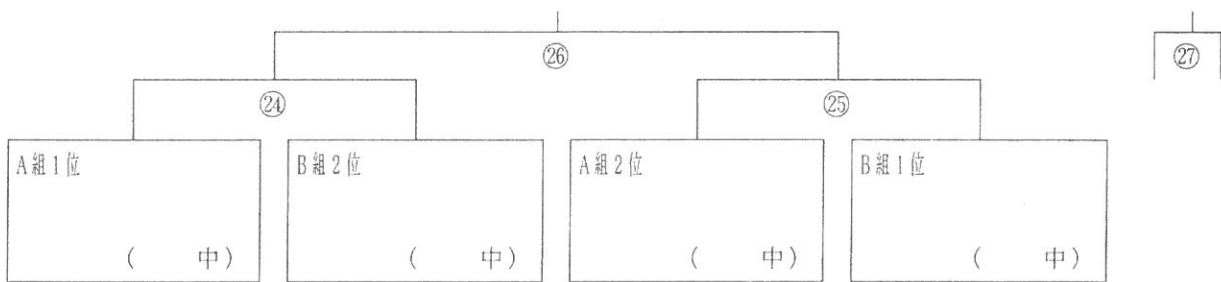 ㉖
㉗
㉔
㉕
A組1位
B組2位
A組2位
B組1位
(　　中)
(　　中)
(　　中)
(　　中)